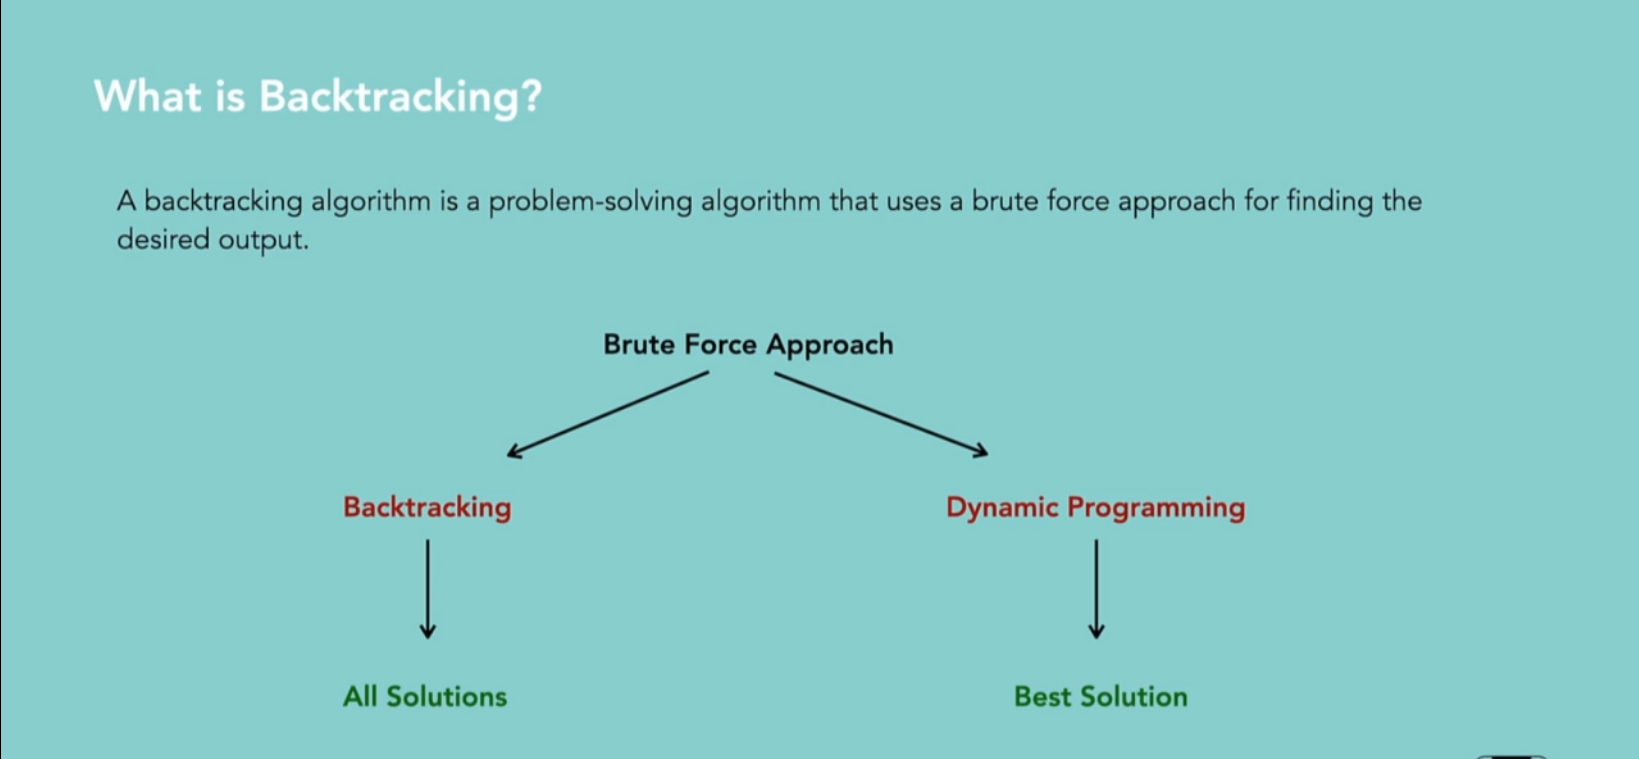 What is Backtracking?
A backtracking algorithm is a problem-solving algorithm that uses a brute force approach for finding the
desired output.
Brute Force Approach
Backtracking
Dynamic Programming
All Solutions
Best Solution